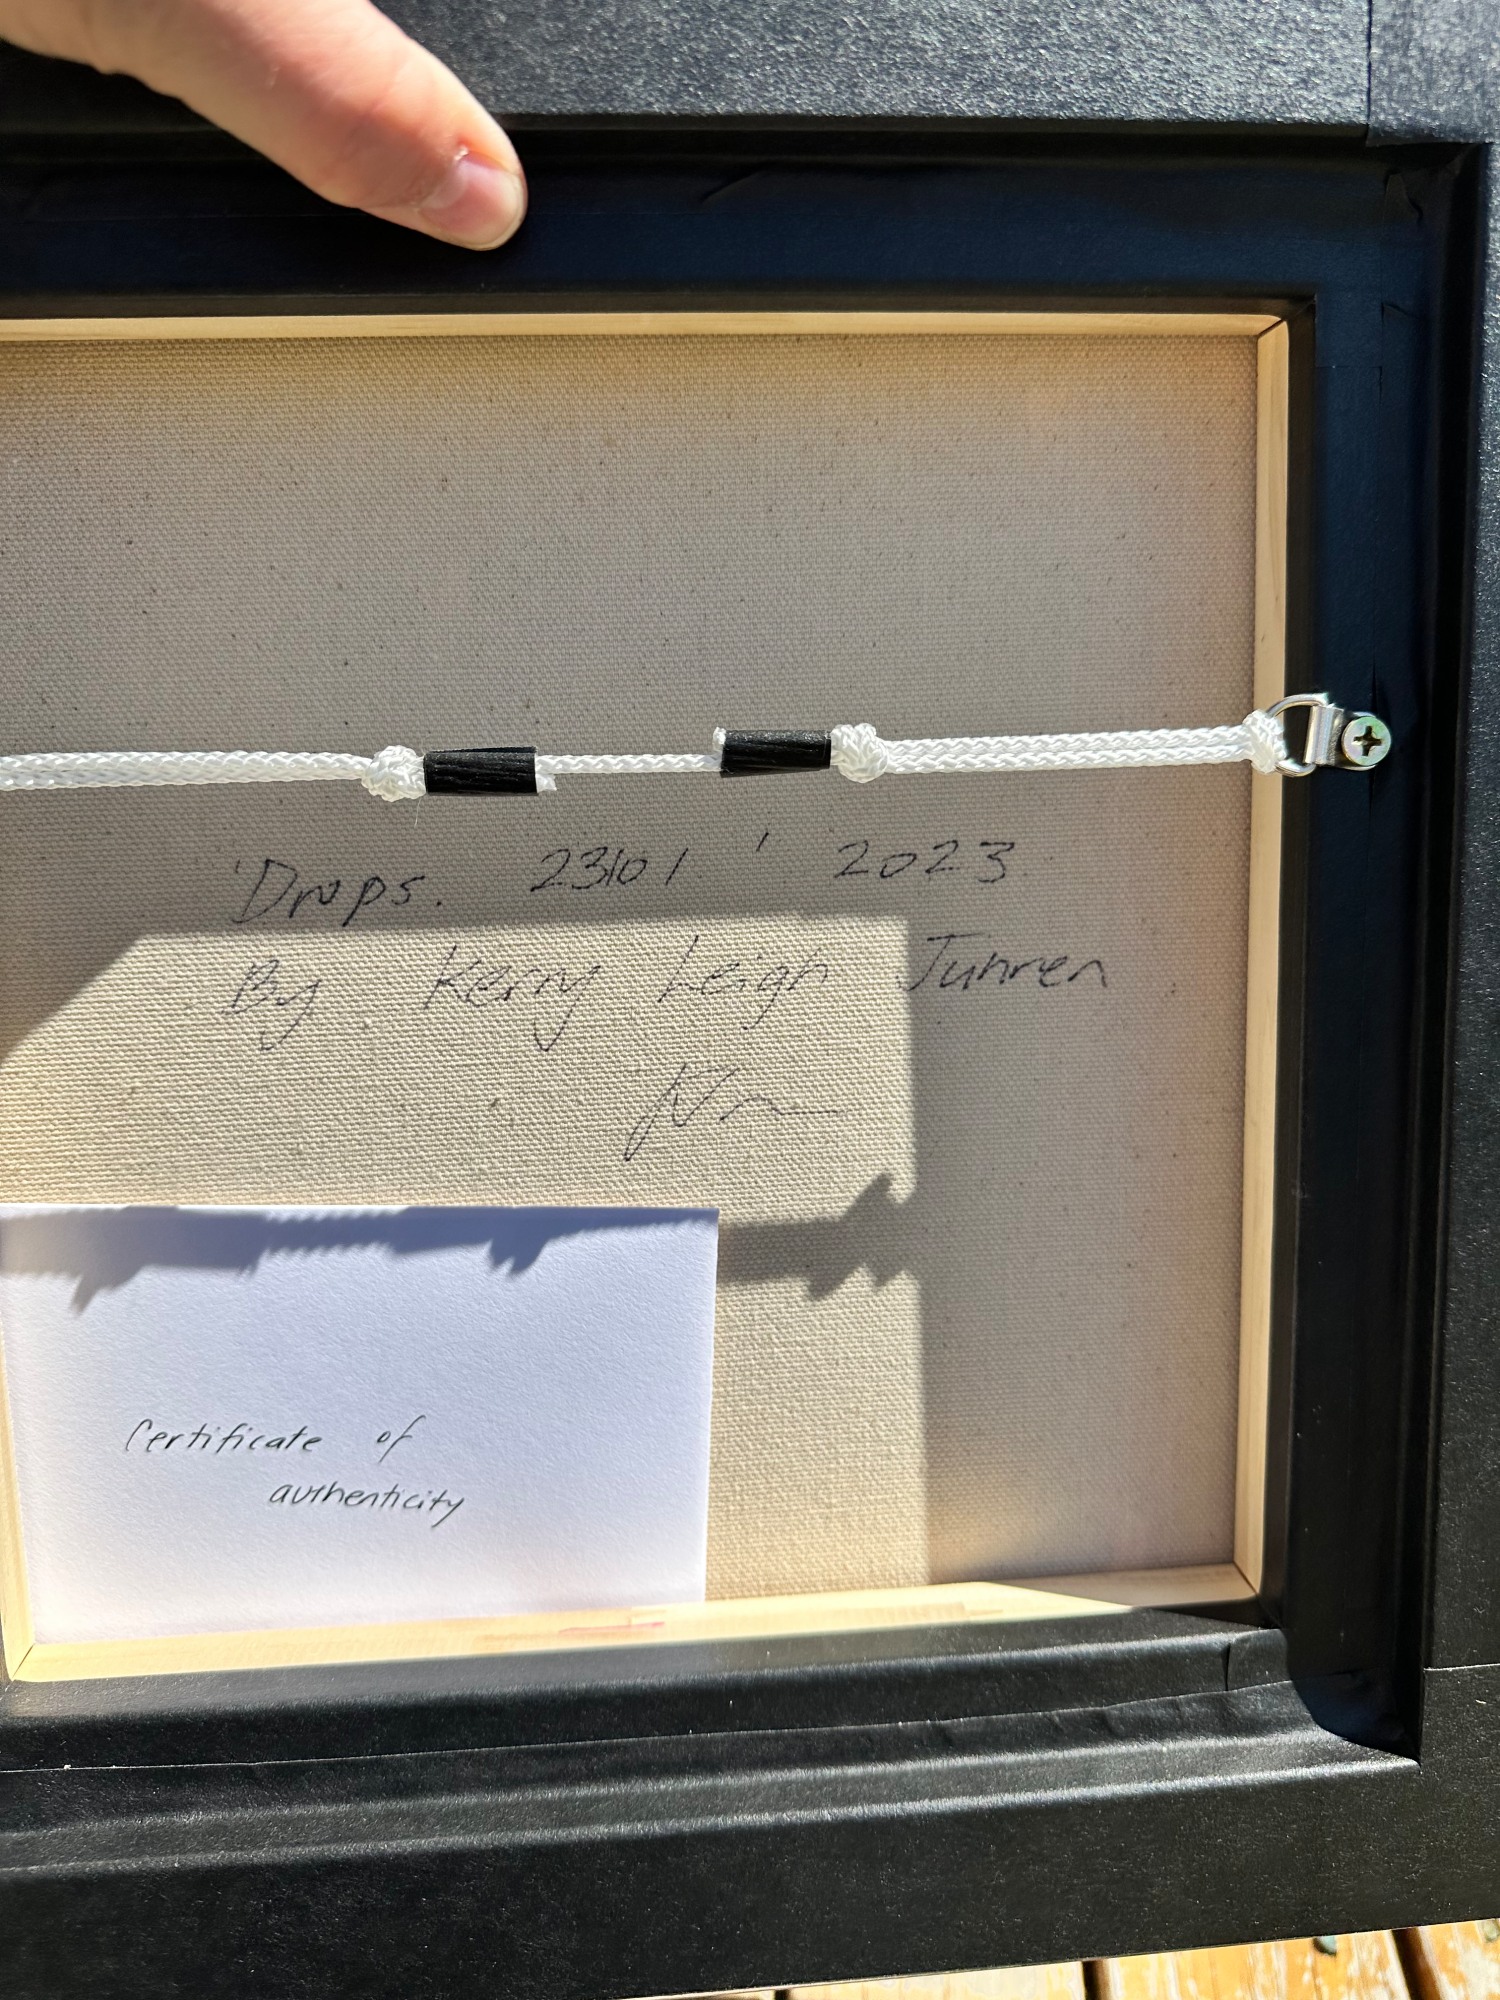 'Drops. 23101 ' 2023
By Kerry Leigh Juhren
Certificate of
authenticity